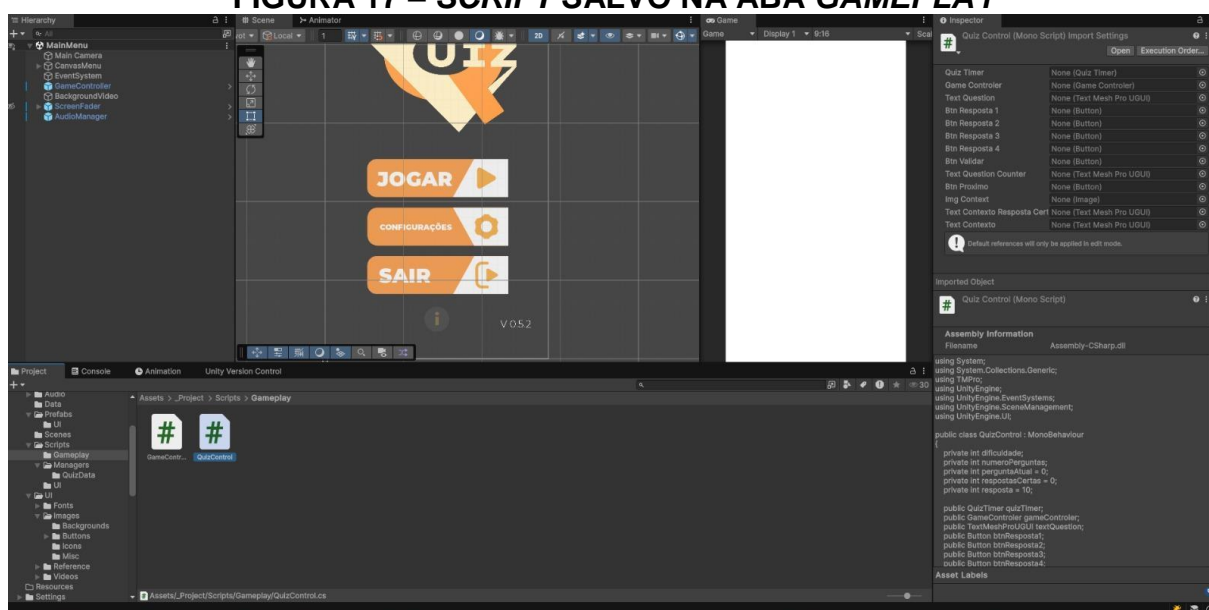 FIGURA 17 – SCRIPT SALVO NA ABA GAMEPLAY
Hierarchy
Scene
Animator
Game
Inspector
All
Local
1
2D
Game
Display 1
9:16
Scal
MainMenu
Main Camera
CanvasMenu
EventSystem
GameController
BackgroundVideo
ScreenFader
AudioManager
UIZ
JOGAR
CONFIGURAÇÕES
SAIR
i
V 0.5.2
Quiz Control (Mono Script) Import Settings
Open
Execution Order...
Quiz Timer None (Quiz Timer)
Game Controler None (Game Controler)
Text Question None (Text Mesh Pro UGUI)
Btn Resposta 1 None (Button)
Btn Resposta 2 None (Button)
Btn Resposta 3 None (Button)
Btn Resposta 4 None (Button)
Btn Validar None (Button)
Text Question Counter None (Text Mesh Pro UGUI)
Btn Proximo None (Button)
Img Context None (Image)
Text Contexto Resposta Cert None (Text Mesh Pro UGUI)
Text Contexto None (Text Mesh Pro UGUI)
Default references will only be applied in edit mode.
Imported Object
Quiz Control (Mono Script)
Assembly Information
Filename Assembly-CSharp.dll
using System;
using System.Collections.Generic;
using TMPro;
using UnityEngine;
using UnityEngine.EventSystems;
using UnityEngine.SceneManagement;
using UnityEngine.UI;
public class QuizControl : MonoBehaviour
{
private int dificuldade;
private int numeroPerguntas;
private int perguntaAtual = 0;
private int respostasCertas = 0;
private int resposta = 10;
public QuizTimer quizTimer;
public GameControler gameControler;
public TextMeshProUGUI textQuestion;
public Button btnResposta1;
public Button btnResposta2;
public Button btnResposta3;
public Button btnResposta4;
Asset Labels
Project
Console
Animation
Unity Version Control
30
Audio
Data
Prefabs
UI
Scenes
Scripts
Gameplay
Managers
QuizData
UI
UI
Fonts
Images
Backgrounds
Buttons
Icons
Misc
Reference
Videos
Resources
Settings
Assets > _Project > Scripts > Gameplay
GameContr...
QuizControl
Assets/_Project/Scripts/Gameplay/QuizControl.cs